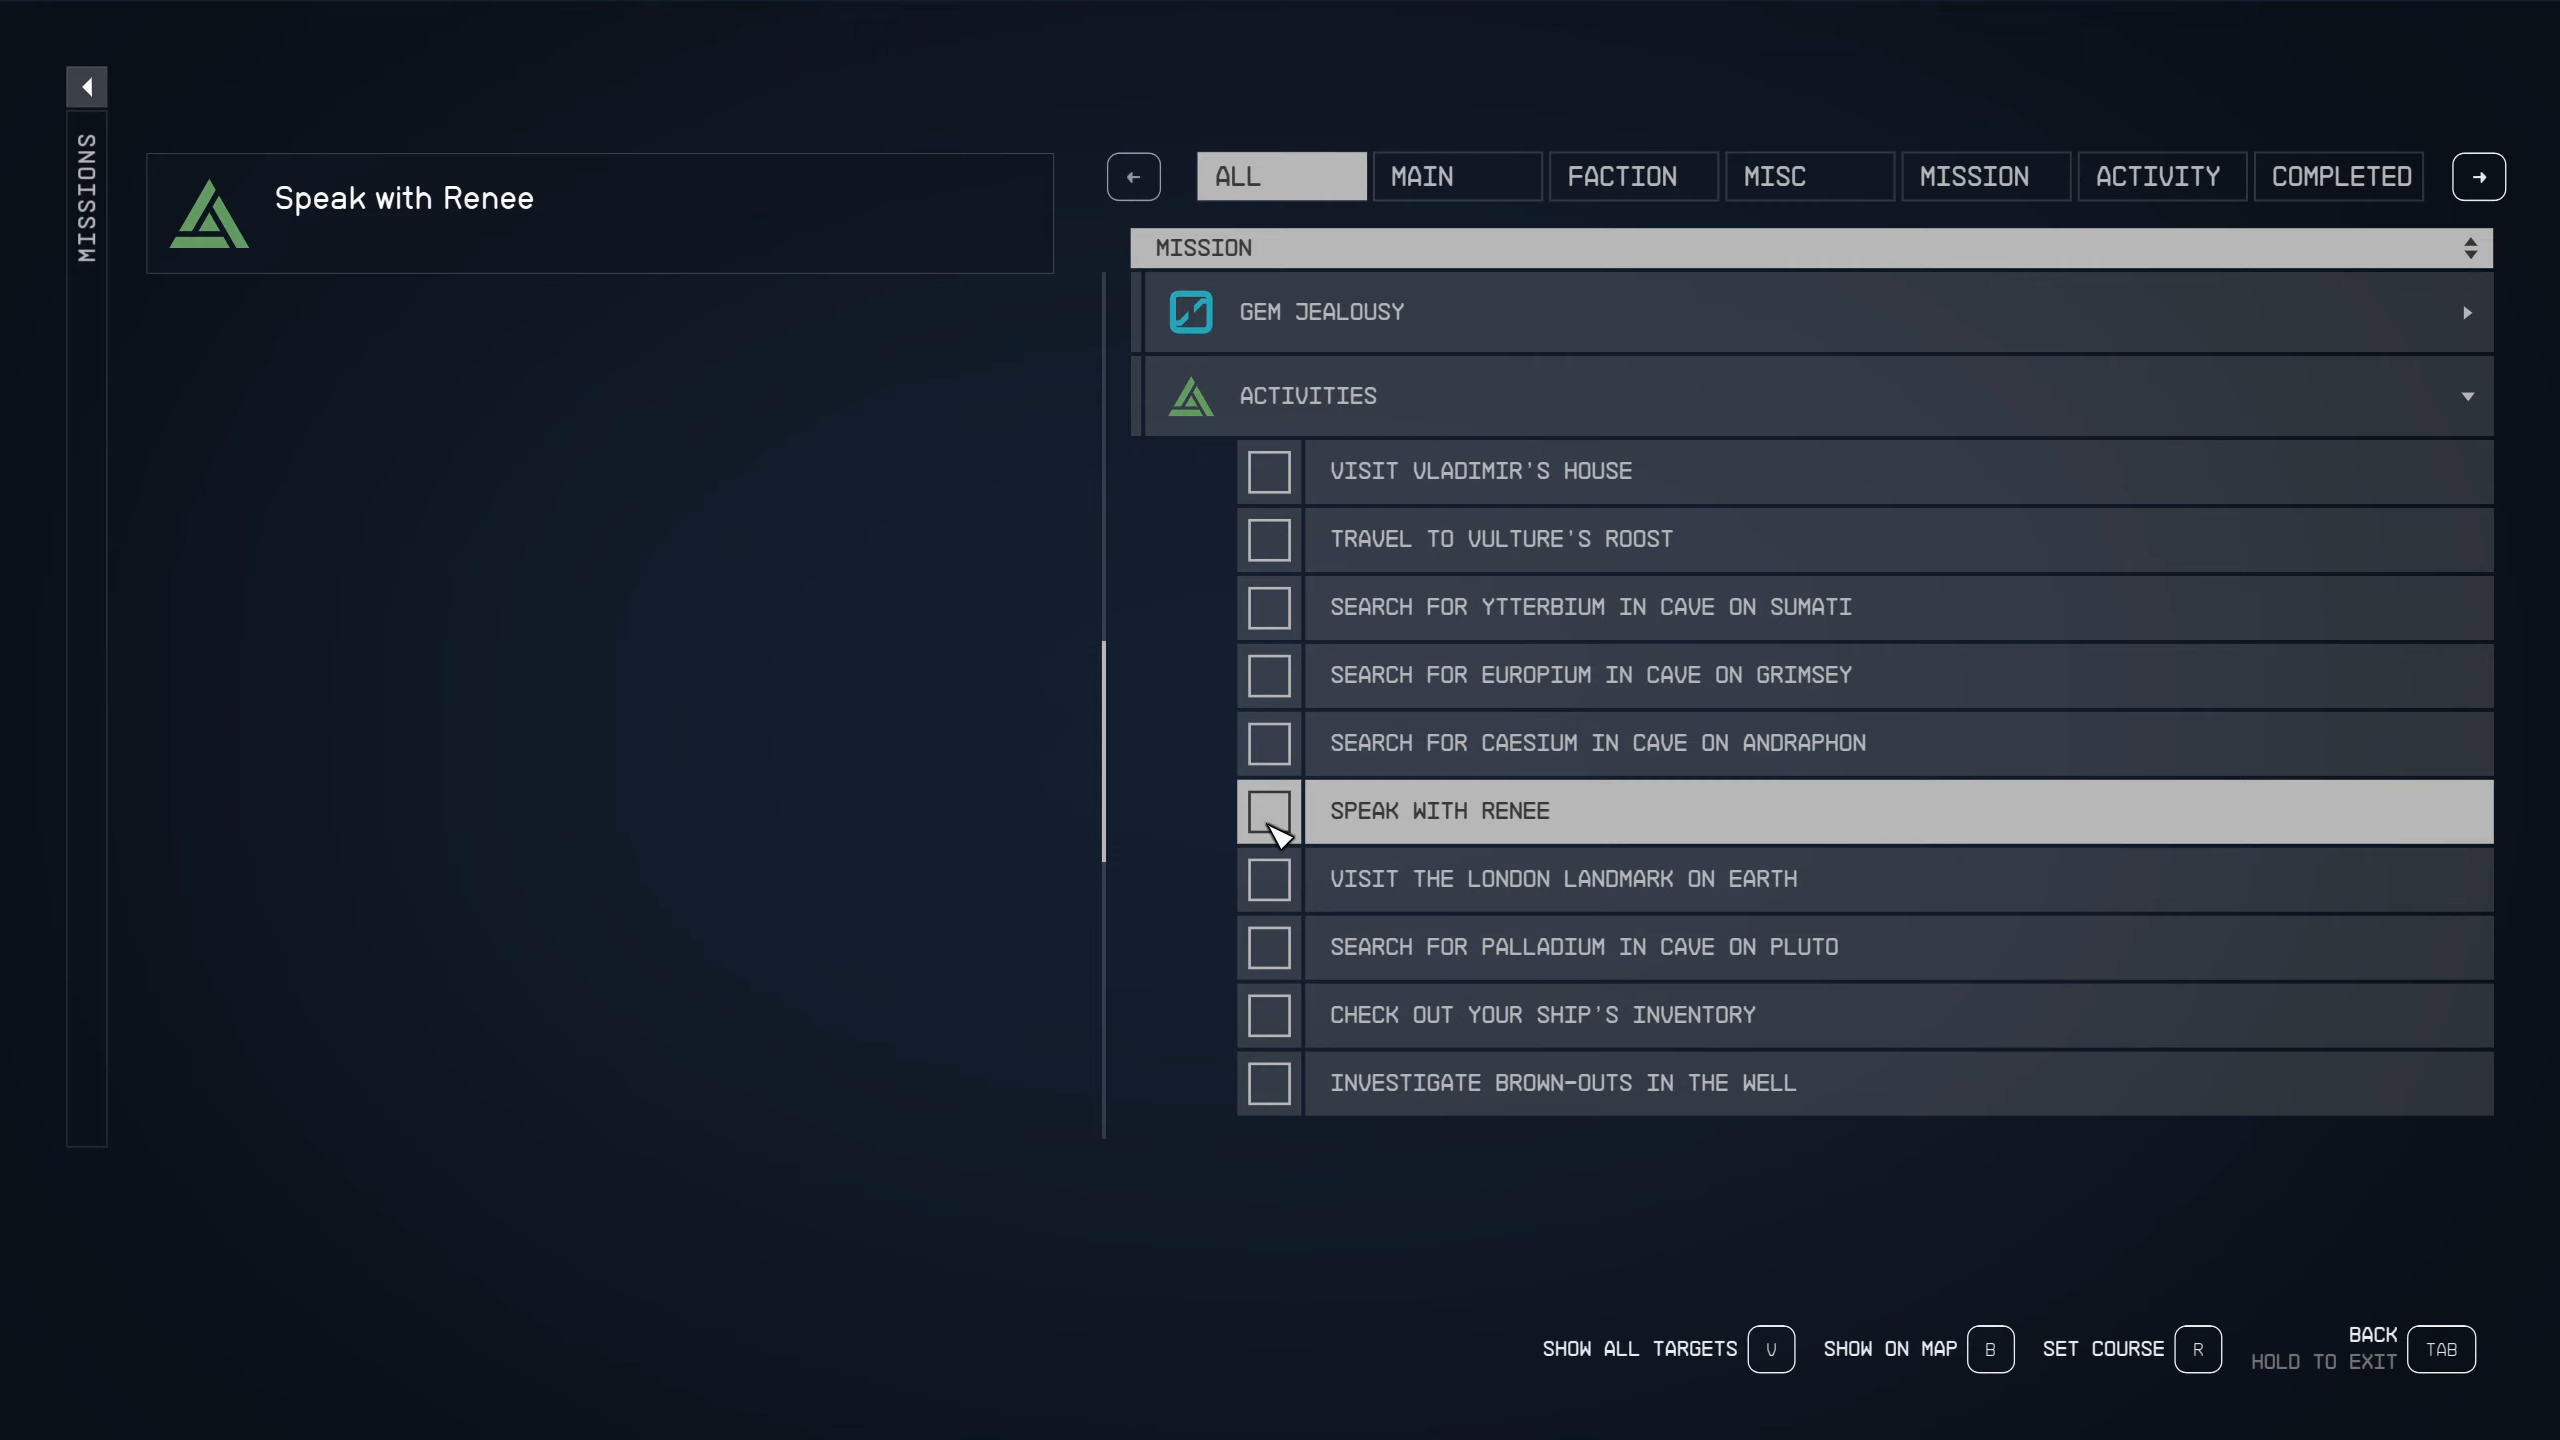 MISSIONS
Speak with Renee
ALL
MAIN
FACTION
MISC
MISSION
ACTIVITY
COMPLETED
MISSION
GEM JEALOUSY
ACTIVITIES
VISIT VLADIMIR'S HOUSE
TRAVEL TO VULTURE'S ROOST
SEARCH FOR YTTERBIUM IN CAVE ON SUMATI
SEARCH FOR EUROPIUM IN CAVE ON GRIMSEY
SEARCH FOR CAESIUM IN CAVE ON ANDRAPHON
SPEAK WITH RENEE
VISIT THE LONDON LANDMARK ON EARTH
SEARCH FOR PALLADIUM IN CAVE ON PLUTO
CHECK OUT YOUR SHIP'S INVENTORY
INVESTIGATE BROWN-OUTS IN THE WELL
SHOW ALL TARGETS V
SHOW ON MAP B
SET COURSE R
BACK
HOLD TO EXIT
TAB